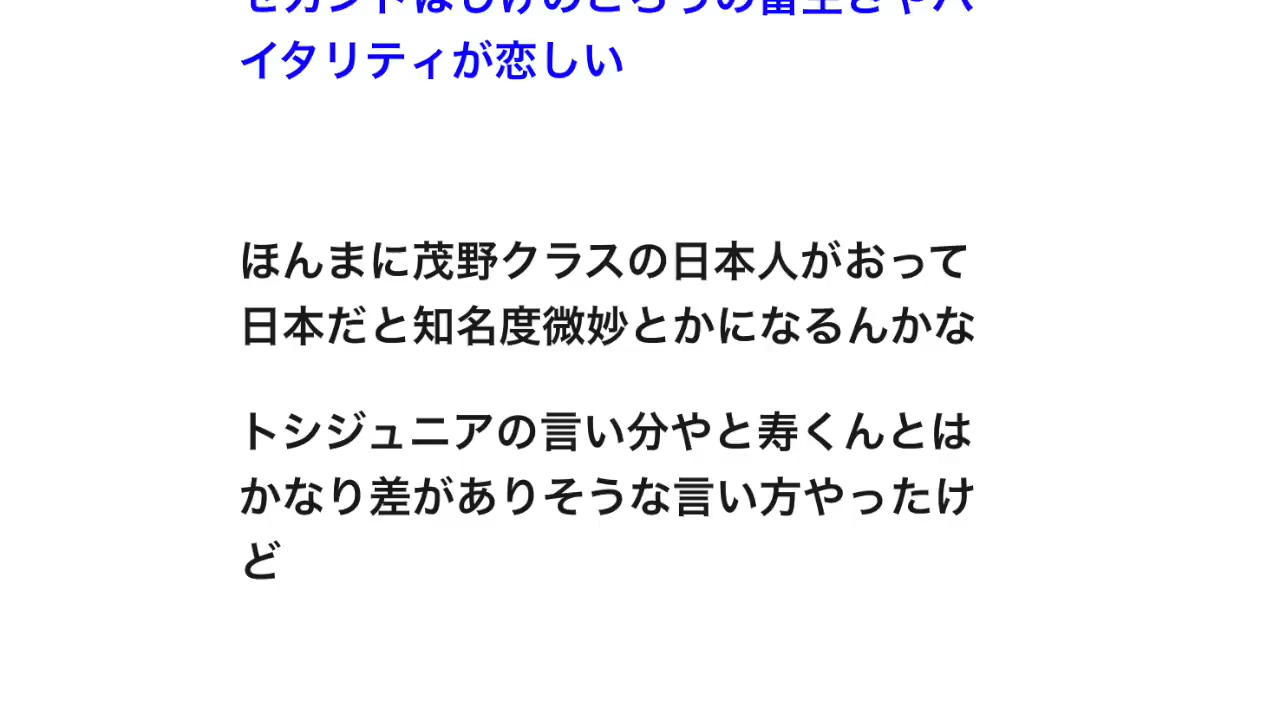 イタリティが恋しい
ほんまに茂野クラスの日本人がおって
日本だと知名度微妙とかになるんかな
トシジュニアの言い分やと寿くんとは
かなり差がありそうな言い方やったけ
ど